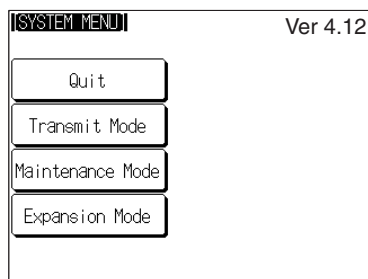 [SYSTEM MENU]
Ver 4.12
Quit
Transmit Mode
Maintenance Mode
Expansion Mode